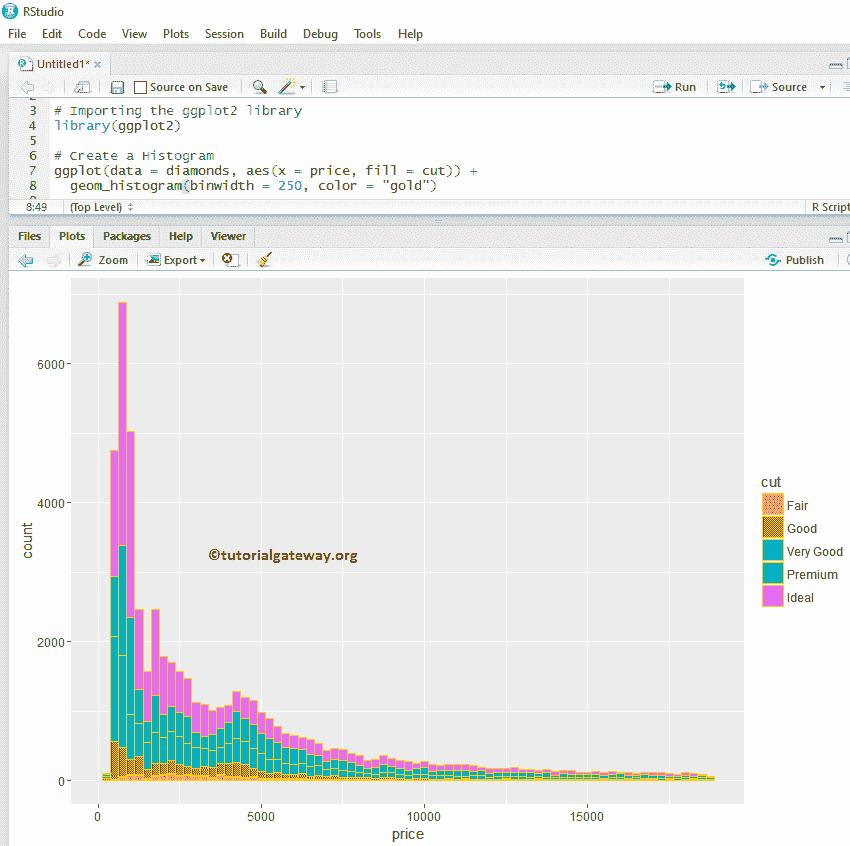 RStudio
File Edit Code View Plots Session Build Debug Tools Help
Untitled1*
Source on Save Run Source
3 # Importing the ggplot2 library
4 library(ggplot2)
5
6 # Create a Histogram
7 ggplot(data = diamonds, aes(x = price, fill = cut)) +
8 geom_histogram(binwidth = 250, color = "gold")
8:49 (Top Level) R Script
Files Plots Packages Help Viewer
Zoom Export Publish
6000
4000
2000
0
count
©tutorialgateway.org
cut
Fair
Good
Very Good
Premium
Ideal
0 5000 10000 15000
price